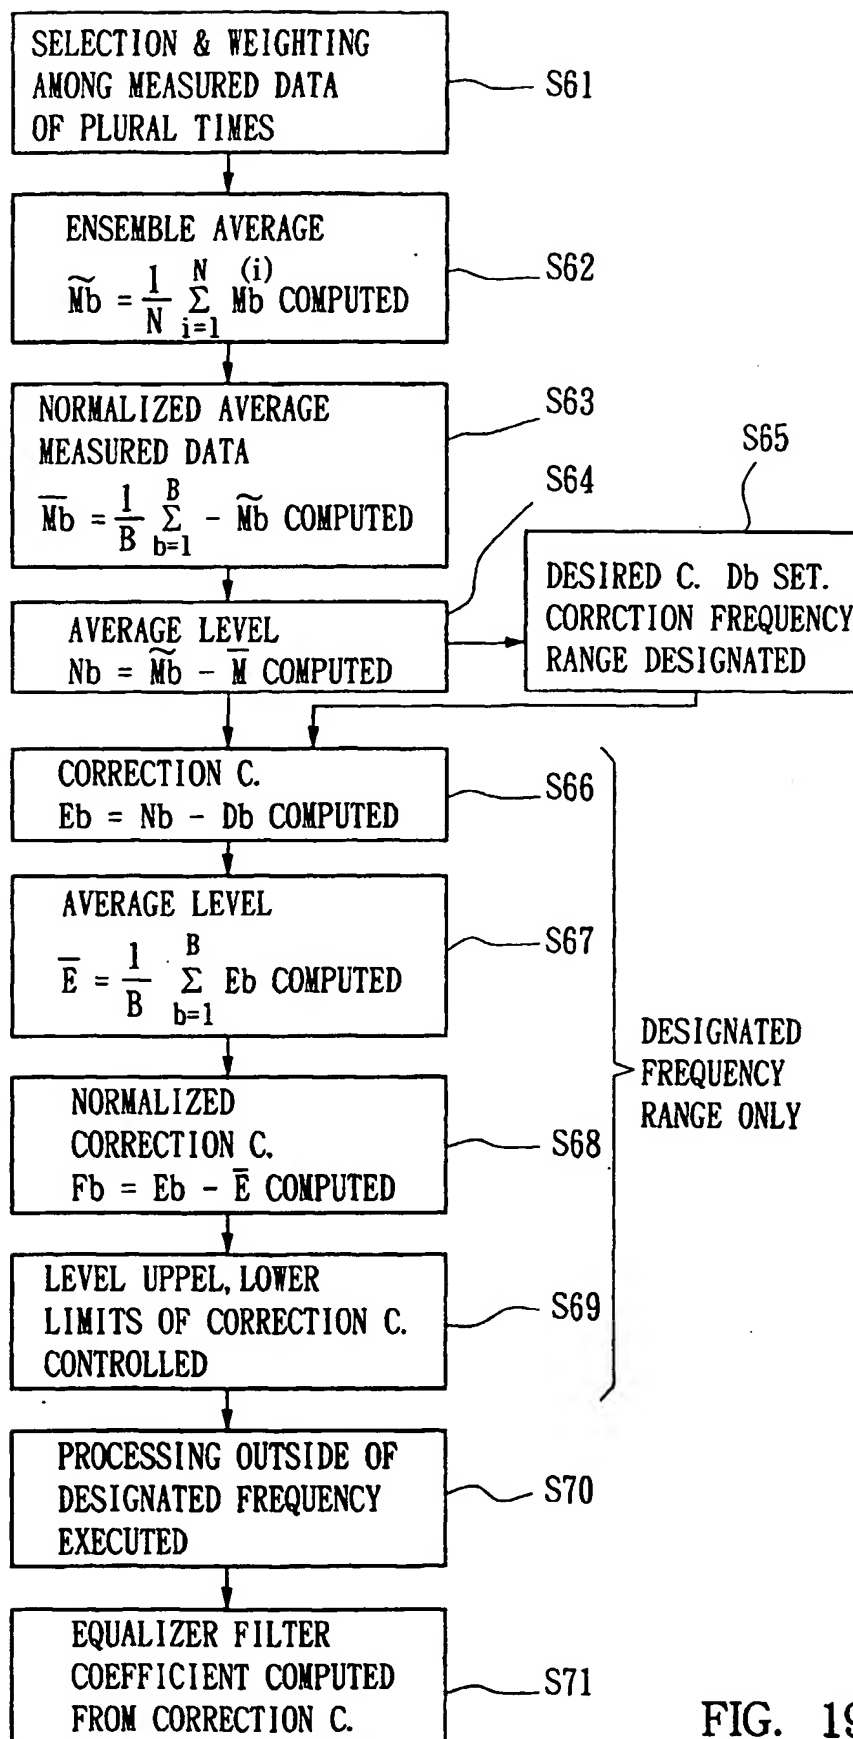 SELECTION & WEIGHTING
AMONG MEASURED DATA
OF PLURAL TIMES
S61
ENSEMBLE AVERAGE
M̃b = 1/N Σ_{i=1}^{N} Mb^{(i)} COMPUTED
S62
NORMALIZED AVERAGE
MEASURED DATA
M̅b = 1/B Σ_{b=1}^{B} - M̃b COMPUTED
S63
AVERAGE LEVEL
Nb = M̃b - M̅ COMPUTED
S64
S65
DESIRED C. Db SET.
CORRCTION FREQUENCY
RANGE DESIGNATED
CORRECTION C.
Eb = Nb - Db COMPUTED
S66
AVERAGE LEVEL
E̅ = 1/B Σ_{b=1}^{B} Eb COMPUTED
S67
NORMALIZED
CORRECTION C.
Fb = Eb - E̅ COMPUTED
S68
LEVEL UPPEL, LOWER
LIMITS OF CORRECTION C.
CONTROLLED
S69
DESIGNATED
FREQUENCY
RANGE ONLY
PROCESSING OUTSIDE OF
DESIGNATED FREQUENCY
EXECUTED
S70
EQUALIZER FILTER
COEFFICIENT COMPUTED
FROM CORRECTION C.
S71
FIG. 19